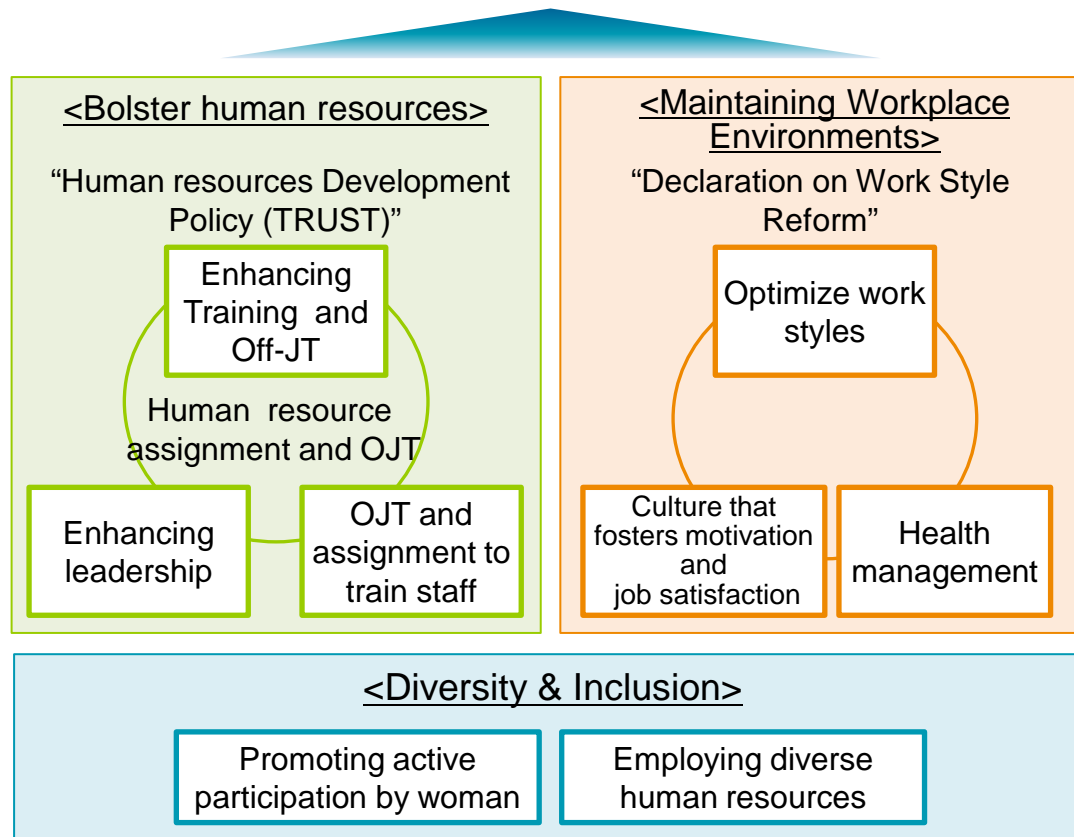 <Bolster human resources>
“Human resources Development
Policy (TRUST)”
Enhancing
Training and
Off-JT
Human resource
assignment and OJT
Enhancing
leadership
OJT and
assignment to
train staff
<Maintaining Workplace
Environments>
“Declaration on Work Style
Reform”
Optimize work
styles
Culture that
fosters motivation
and
job satisfaction
Health
management
<Diversity & Inclusion>
Promoting active
participation by woman
Employing diverse
human resources